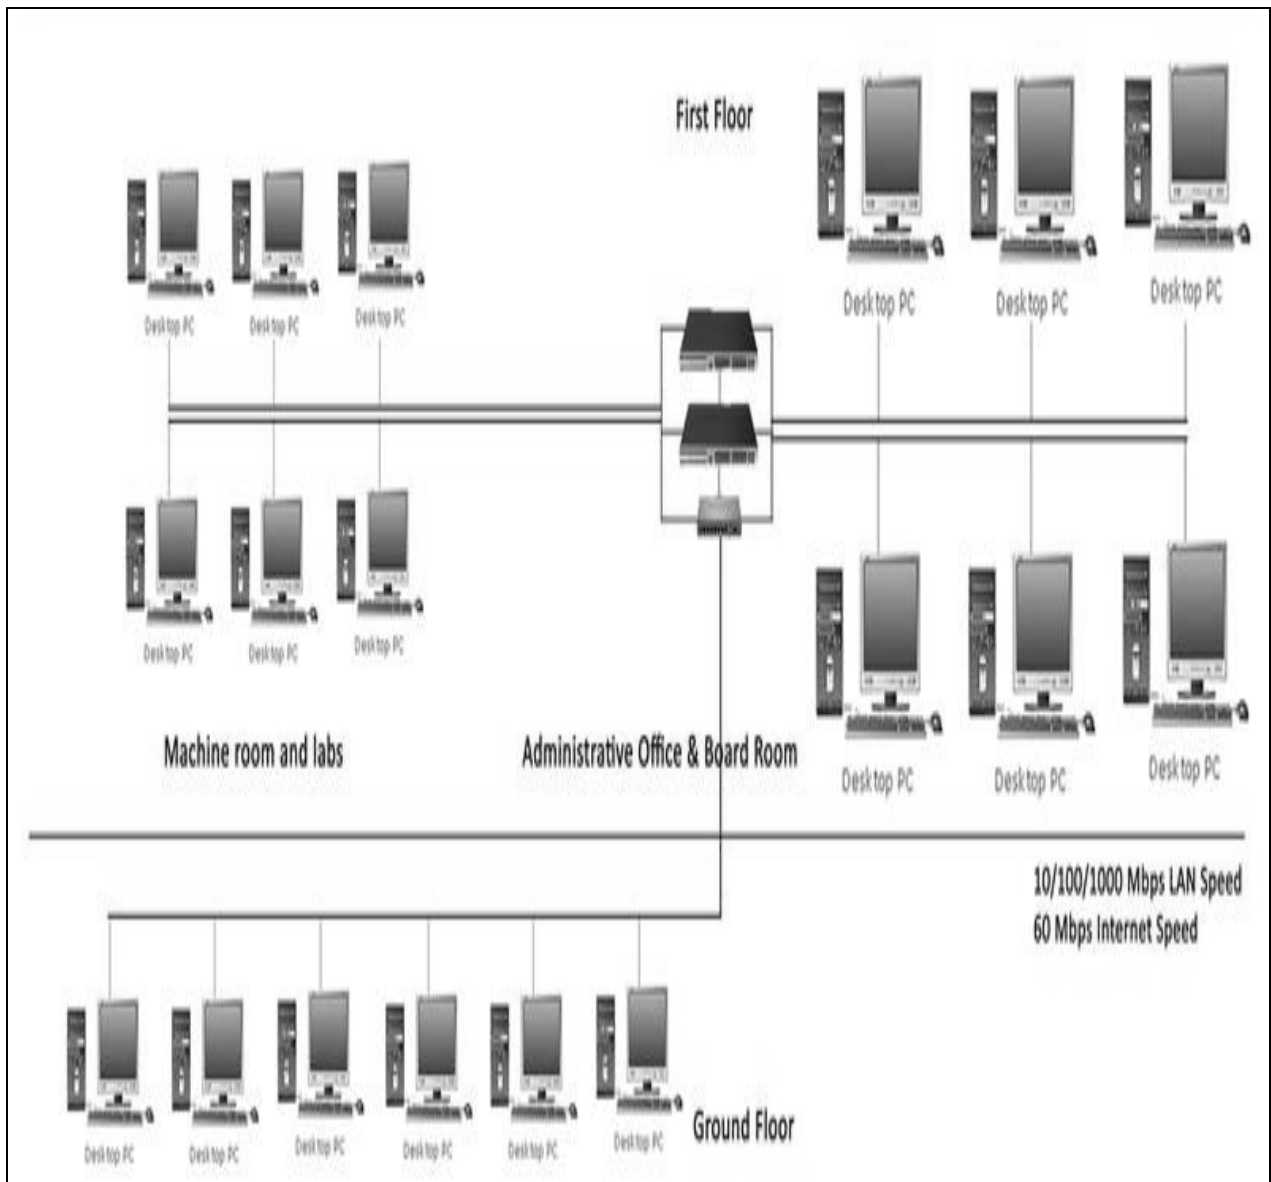 First Floor
Desktop PC
Desktop PC
Desktop PC
Desktop PC
Desktop PC
Desktop PC
Desktop PC
Desktop PC
Desktop PC
Machine room and labs
Administrative Office & Board Room
Desktop PC
Desktop PC
Desktop PC
10/100/1000 Mbps LAN Speed
60 Mbps Internet Speed
Desktop PC
Desktop PC
Desktop PC
Desktop PC
Desktop PC
Desktop PC
Ground Floor